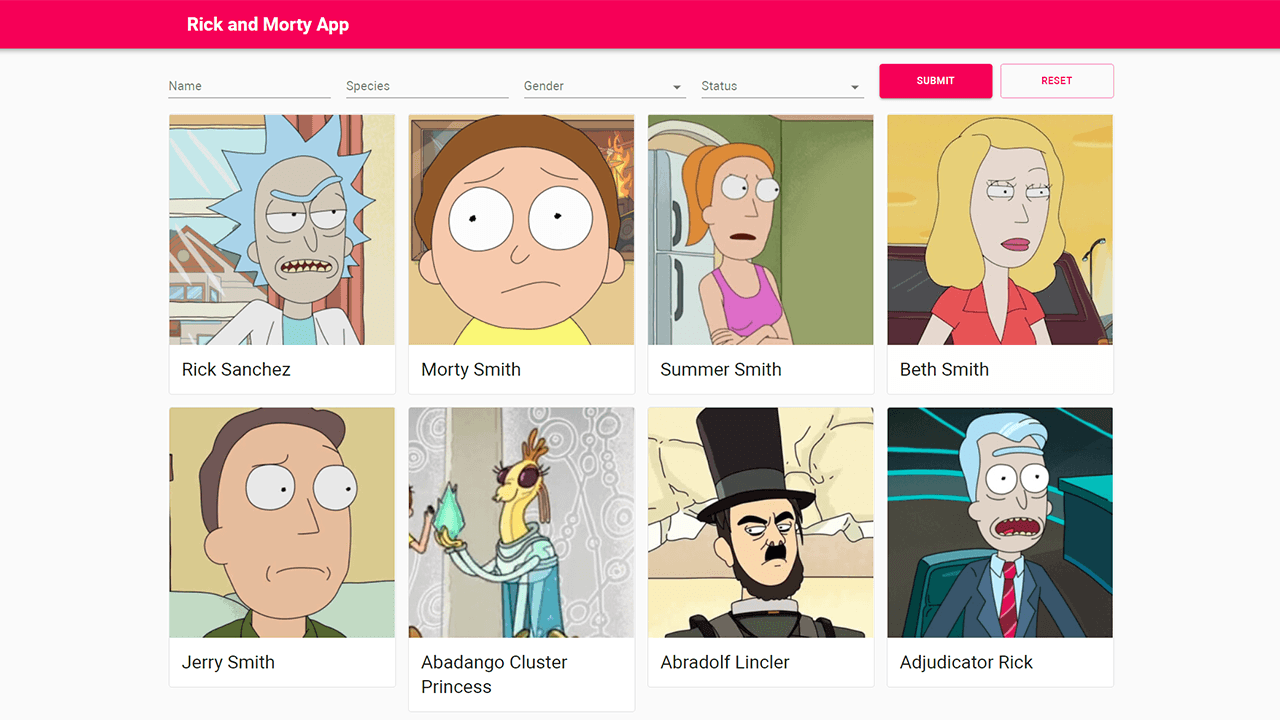 Rick and Morty App
Name
Species
Gender
Status
SUBMIT
RESET
Rick Sanchez
Morty Smith
Summer Smith
Beth Smith
Jerry Smith
Abadango Cluster
Princess
Abradolf Lincler
Adjudicator Rick